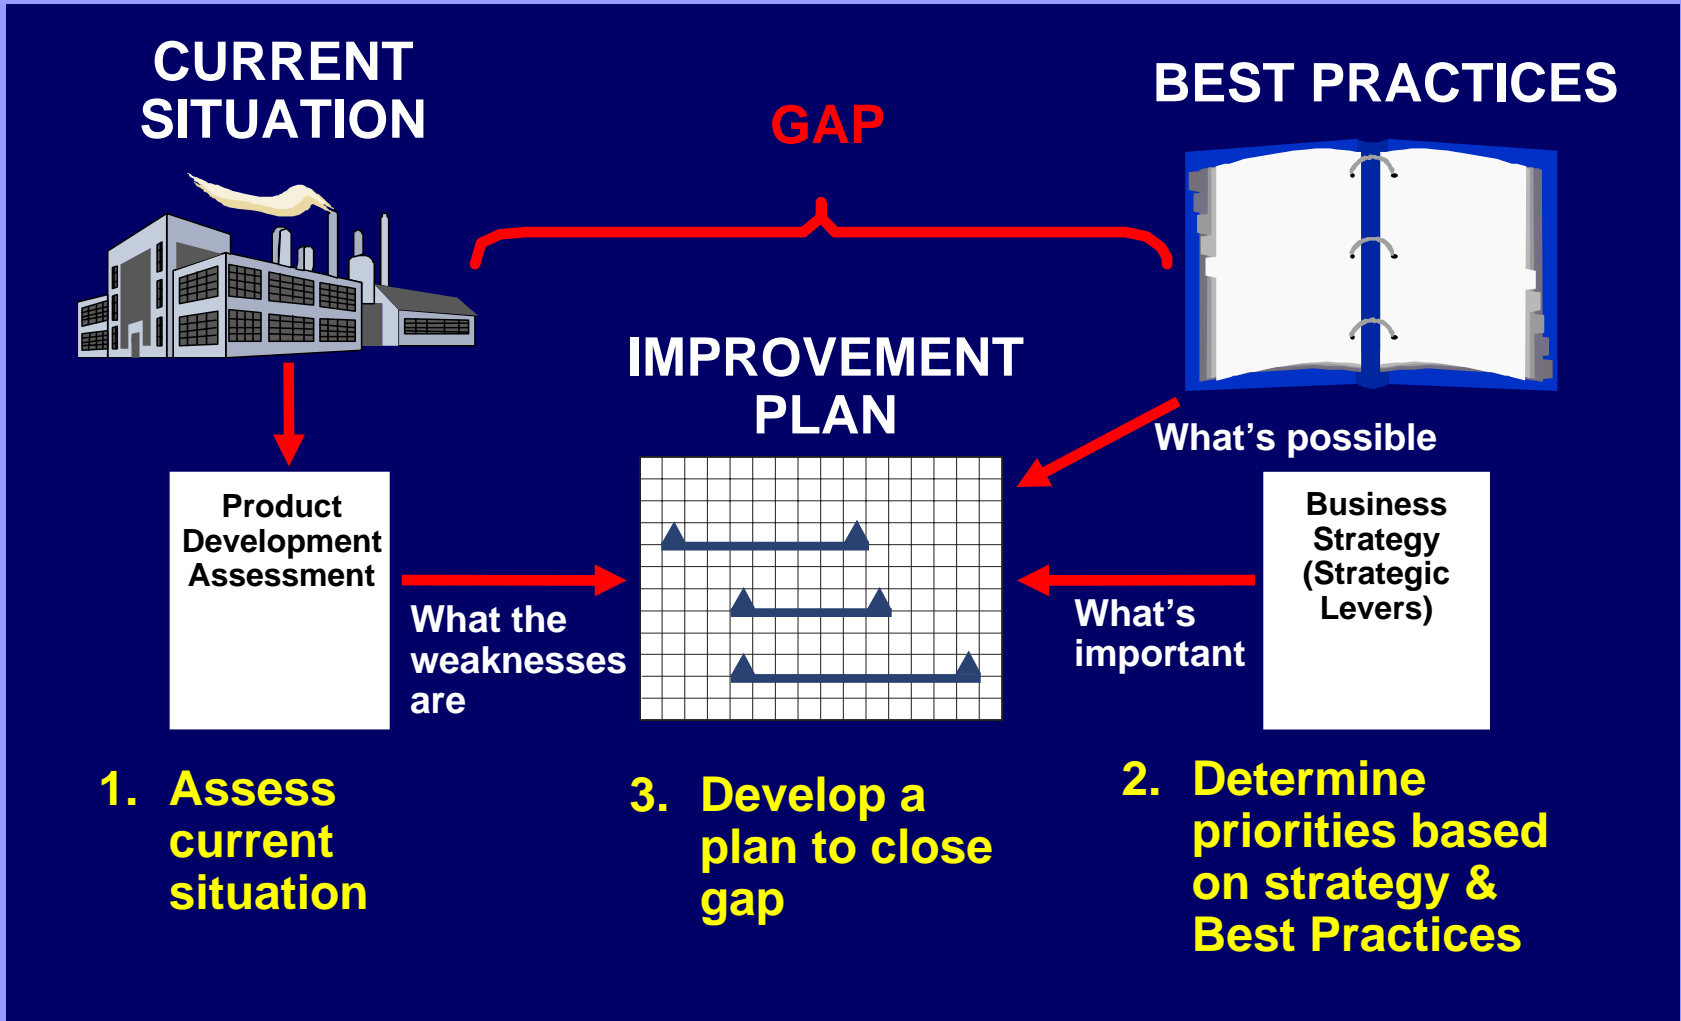 CURRENT
SITUATION
GAP
BEST PRACTICES
IMPROVEMENT
PLAN
What’s possible
Product
Development
Assessment
What the
weaknesses
are
What’s
important
Business
Strategy
(Strategic
Levers)
1. Assess
current
situation
3. Develop a
plan to close
gap
2. Determine
priorities based
on strategy &
Best Practices